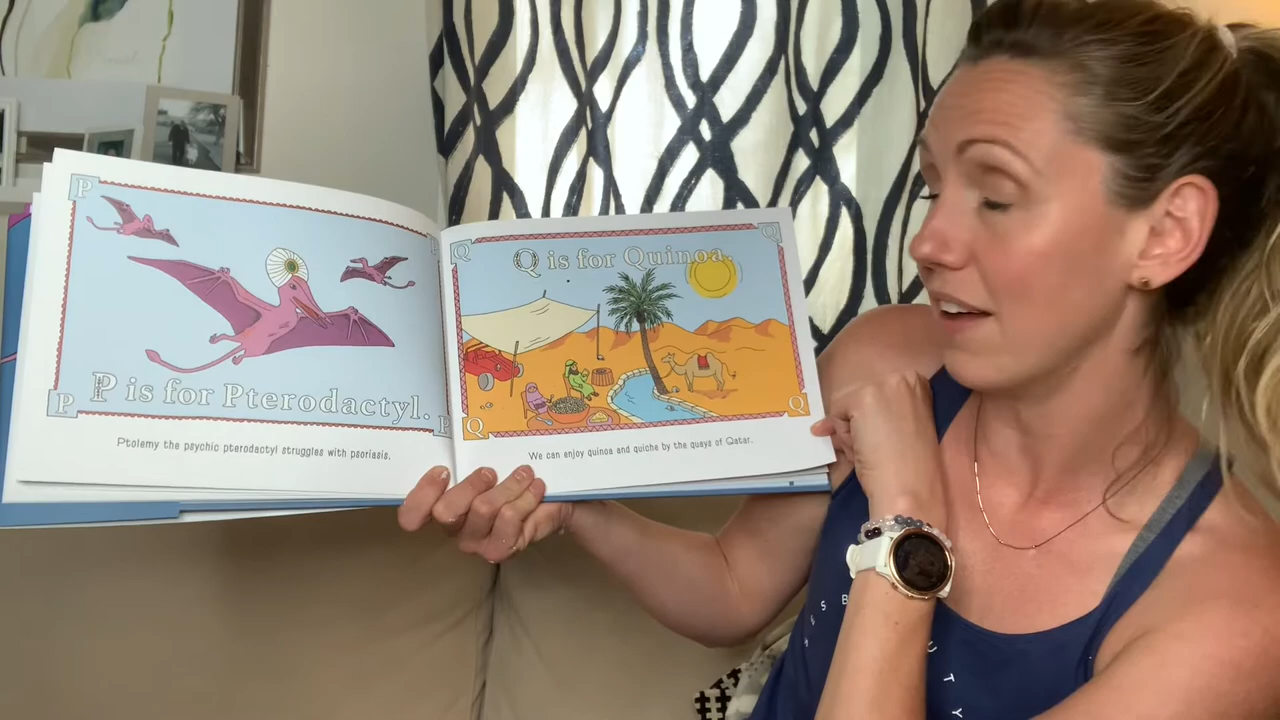 P
P is for Pterodactyl.
P
P
Ptolemy the psychic pterodactyl struggles with psoriasis.
Q
Q
Q is for Quinoa.
Q
Q
We can enjoy quinoa and quiche by the quays of Qatar.